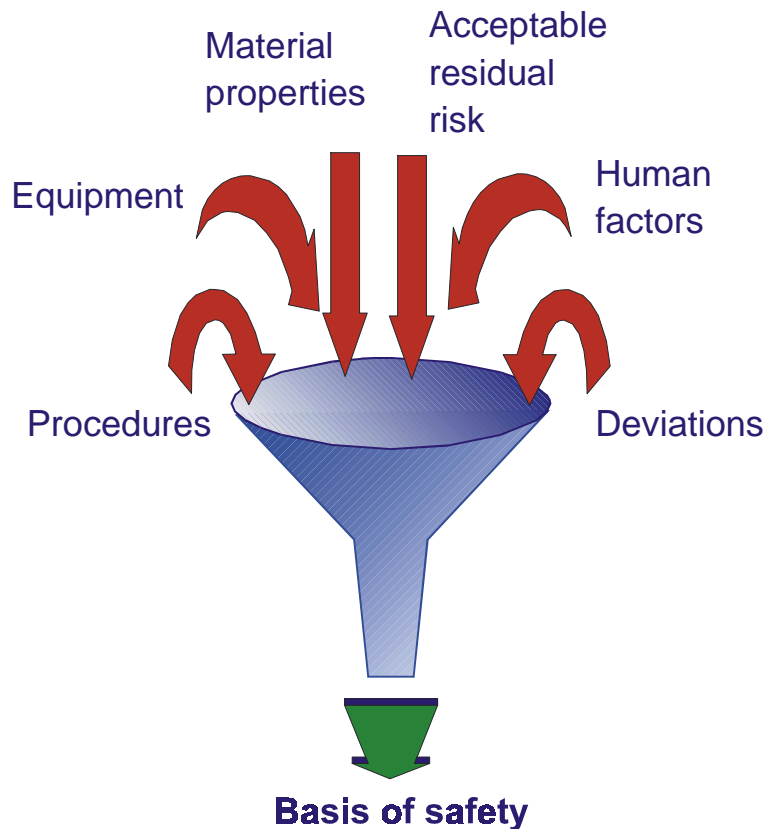 Material
properties
Acceptable
residual
risk
Equipment
Human
factors
Procedures
Deviations
Basis of safety